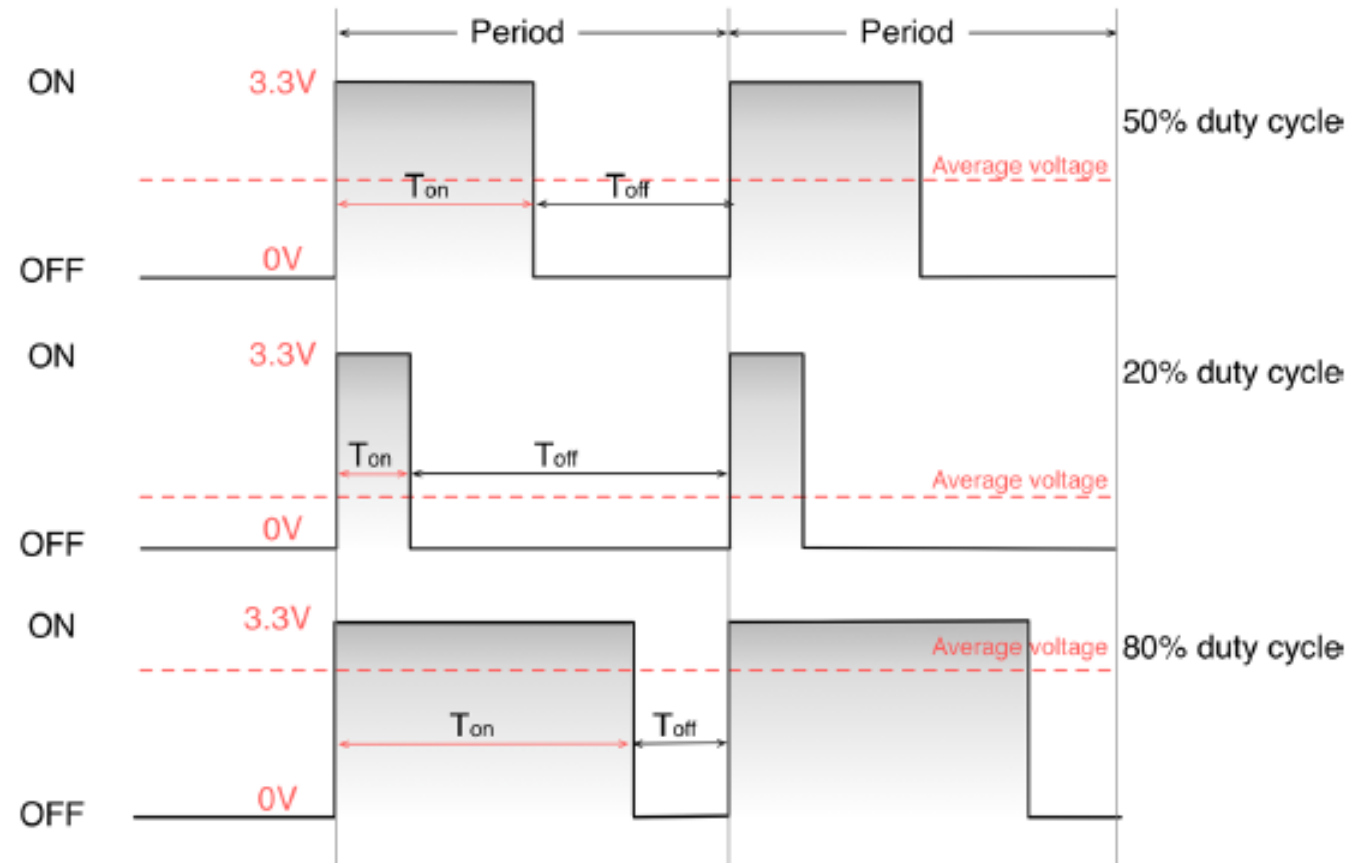 Period Period
ON 3.3V
50% duty cycle
Average voltage
Ton Toff
0V
OFF
ON 3.3V
20% duty cycle
Ton Toff
Average voltage
0V
OFF
ON 3.3V
Average voltage 80% duty cycle
Ton Toff
0V
OFF